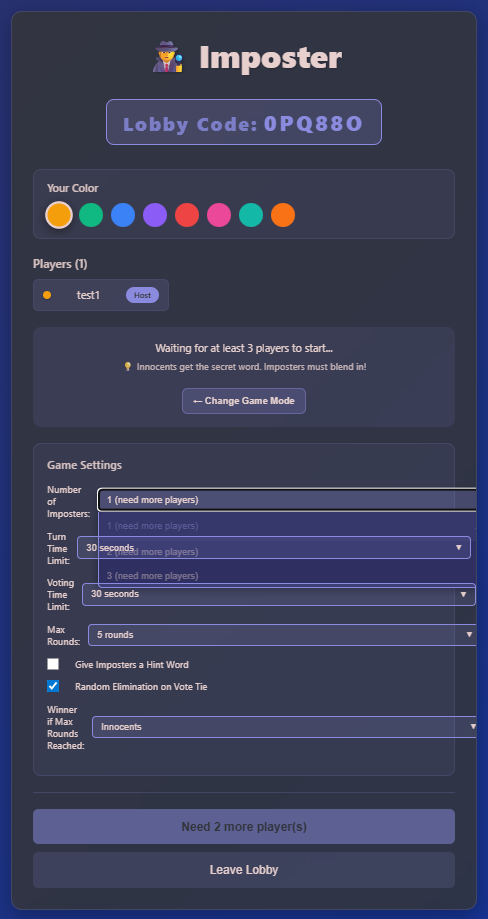 Imposter
Lobby Code: 0PQ88O
Your Color
Players (1)
test1 Host
Waiting for at least 3 players to start...
Innocents get the secret word. Imposters must blend in!
← Change Game Mode
Game Settings
Number
of
Imposters:
1 (need more players)
1 (need more players)
2 (need more players)
3 (need more players)
Turn
Time
Limit:
30 seconds
Voting
Time
Limit:
30 seconds
Max
Rounds:
5 rounds
Give Imposters a Hint Word
Random Elimination on Vote Tie
Winner
if Max
Rounds
Reached:
Innocents
Need 2 more player(s)
Leave Lobby